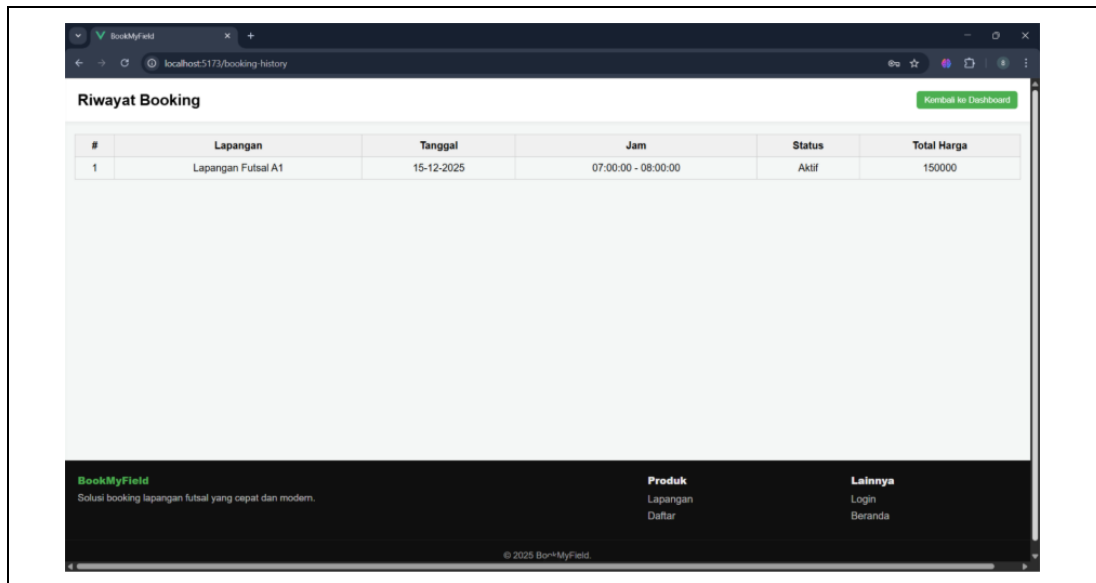 BookMyField
localhost:5173/booking-history
Riwayat Booking
Kembali ke Dashboard
# Lapangan Tanggal Jam Status Total Harga
1 Lapangan Futsal A1 15-12-2025 07:00:00 - 08:00:00 Aktif 150000
BookMyField Produk Lainnya
Solusi booking lapangan futsal yang cepat dan modern. Lapangan Login
Daftar Beranda
© 2025 BookMyField.